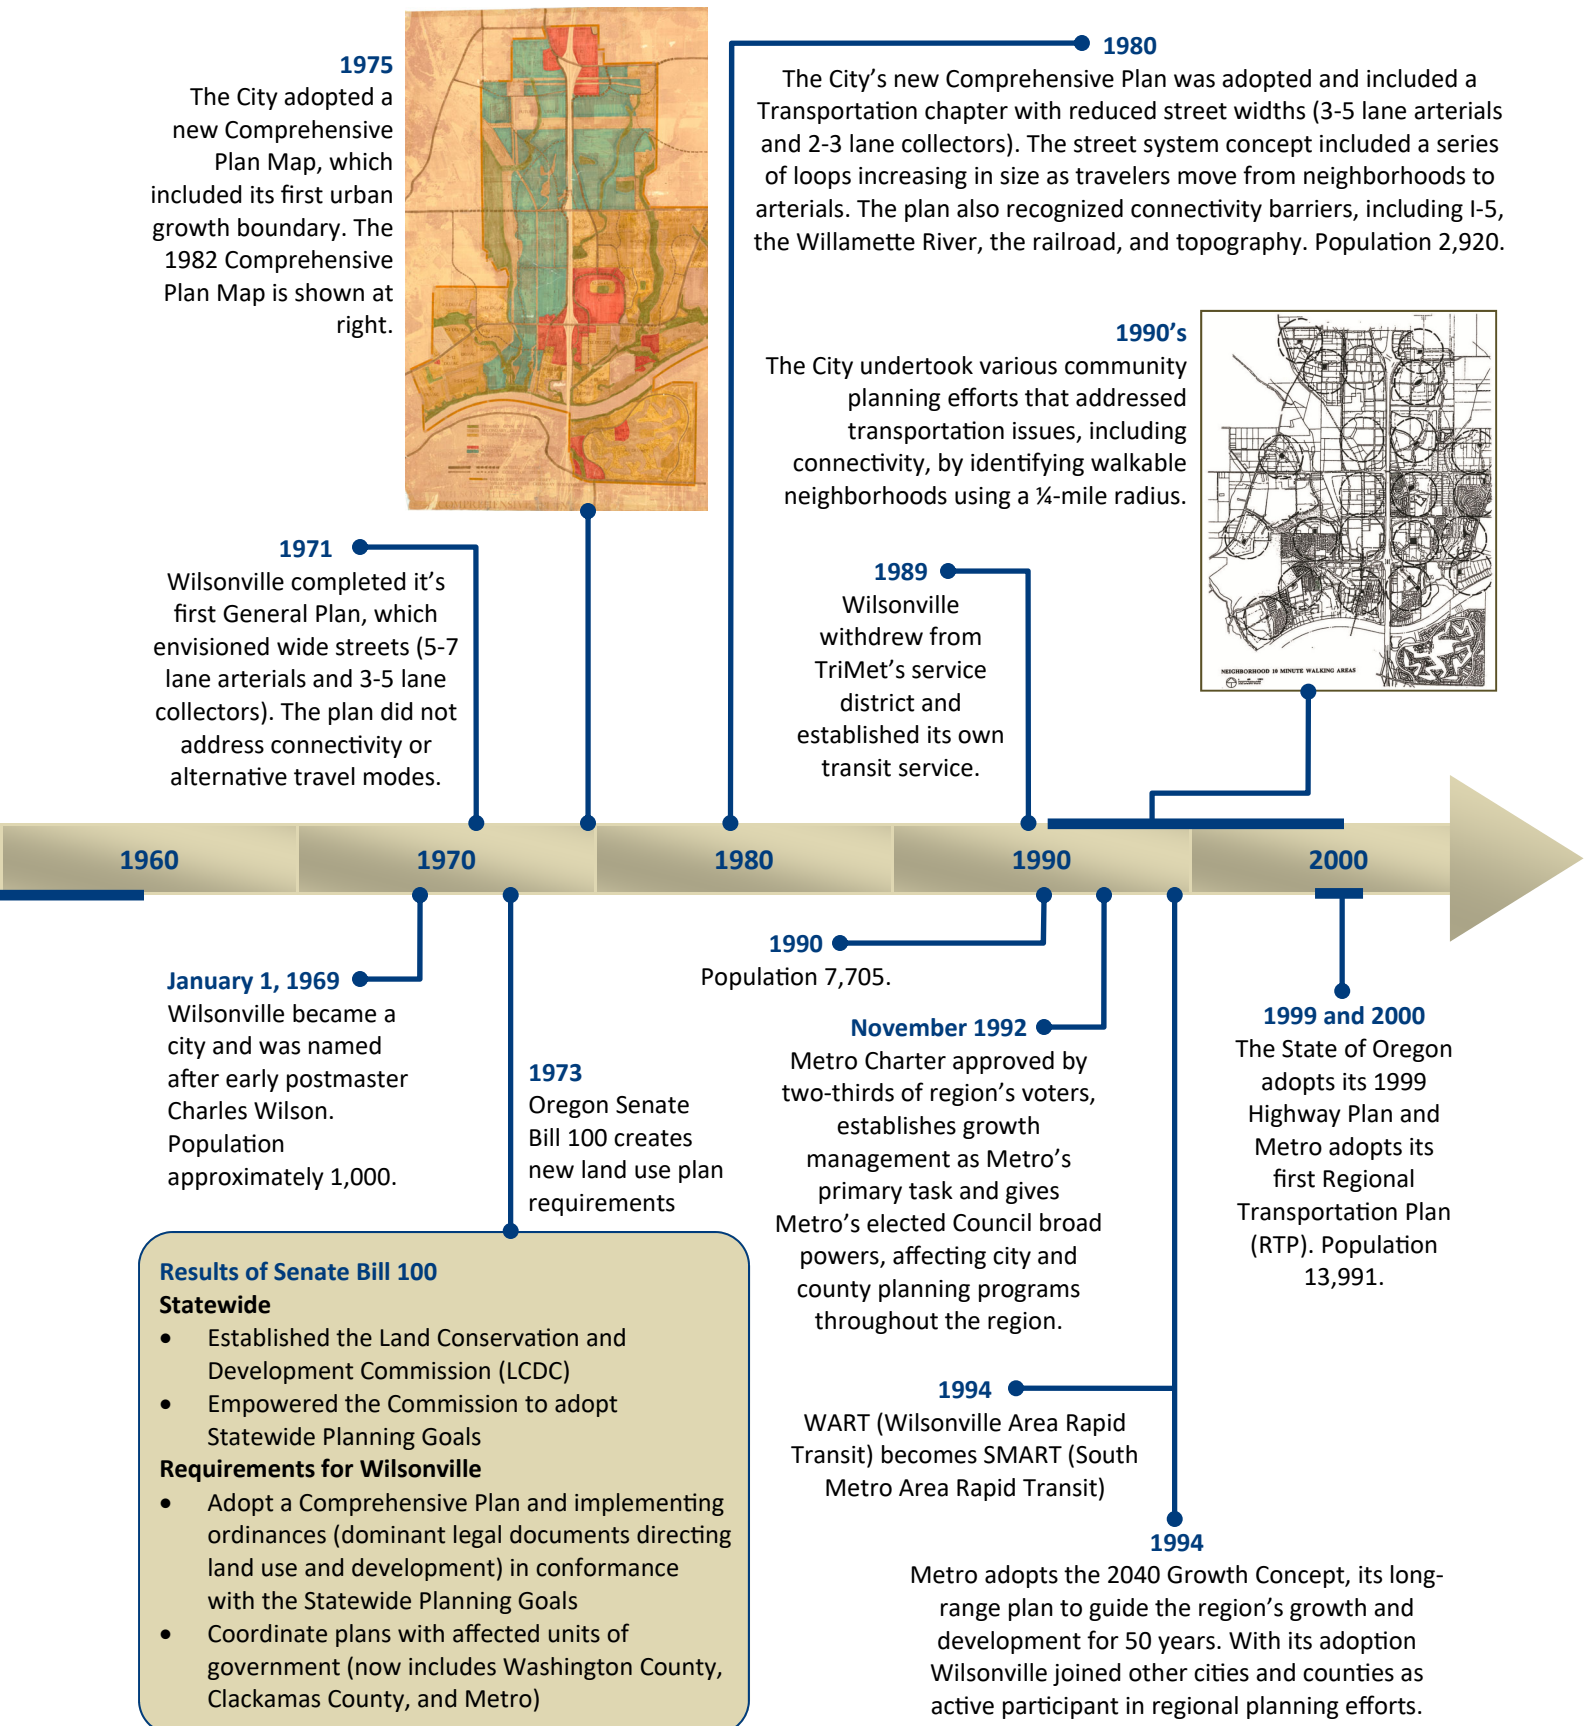 1975
The City adopted a
new Comprehensive
Plan Map, which
included its first urban
growth boundary. The
1982 Comprehensive
Plan Map is shown at
right.
1980
The City’s new Comprehensive Plan was adopted and included a
Transportation chapter with reduced street widths (3-5 lane arterials
and 2-3 lane collectors). The street system concept included a series
of loops increasing in size as travelers move from neighborhoods to
arterials. The plan also recognized connectivity barriers, including I-5,
the Willamette River, the railroad, and topography. Population 2,920.
1990’s
The City undertook various community
planning efforts that addressed
transportation issues, including
connectivity, by identifying walkable
neighborhoods using a ¼-mile radius.
NEIGHBORHOOD 10 MINUTE WALKING AREAS
1971
Wilsonville completed it’s
first General Plan, which
envisioned wide streets (5-7
lane arterials and 3-5 lane
collectors). The plan did not
address connectivity or
alternative travel modes.
1989
Wilsonville
withdrew from
TriMet’s service
district and
established its own
transit service.
1960
1970
1980
1990
2000
January 1, 1969
Wilsonville became a
city and was named
after early postmaster
Charles Wilson.
Population
approximately 1,000.
1973
Oregon Senate
Bill 100 creates
new land use plan
requirements
Results of Senate Bill 100
Statewide
• Established the Land Conservation and
Development Commission (LCDC)
• Empowered the Commission to adopt
Statewide Planning Goals
Requirements for Wilsonville
• Adopt a Comprehensive Plan and implementing
ordinances (dominant legal documents directing
land use and development) in conformance
with the Statewide Planning Goals
• Coordinate plans with affected units of
government (now includes Washington County,
Clackamas County, and Metro)
1990
Population 7,705.
November 1992
Metro Charter approved by
two-thirds of region’s voters,
establishes growth
management as Metro’s
primary task and gives
Metro’s elected Council broad
powers, affecting city and
county planning programs
throughout the region.
1994
WART (Wilsonville Area Rapid
Transit) becomes SMART (South
Metro Area Rapid Transit)
1994
Metro adopts the 2040 Growth Concept, its long-
range plan to guide the region’s growth and
development for 50 years. With its adoption
Wilsonville joined other cities and counties as
active participant in regional planning efforts.
1999 and 2000
The State of Oregon
adopts its 1999
Highway Plan and
Metro adopts its
first Regional
Transportation Plan
(RTP). Population
13,991.